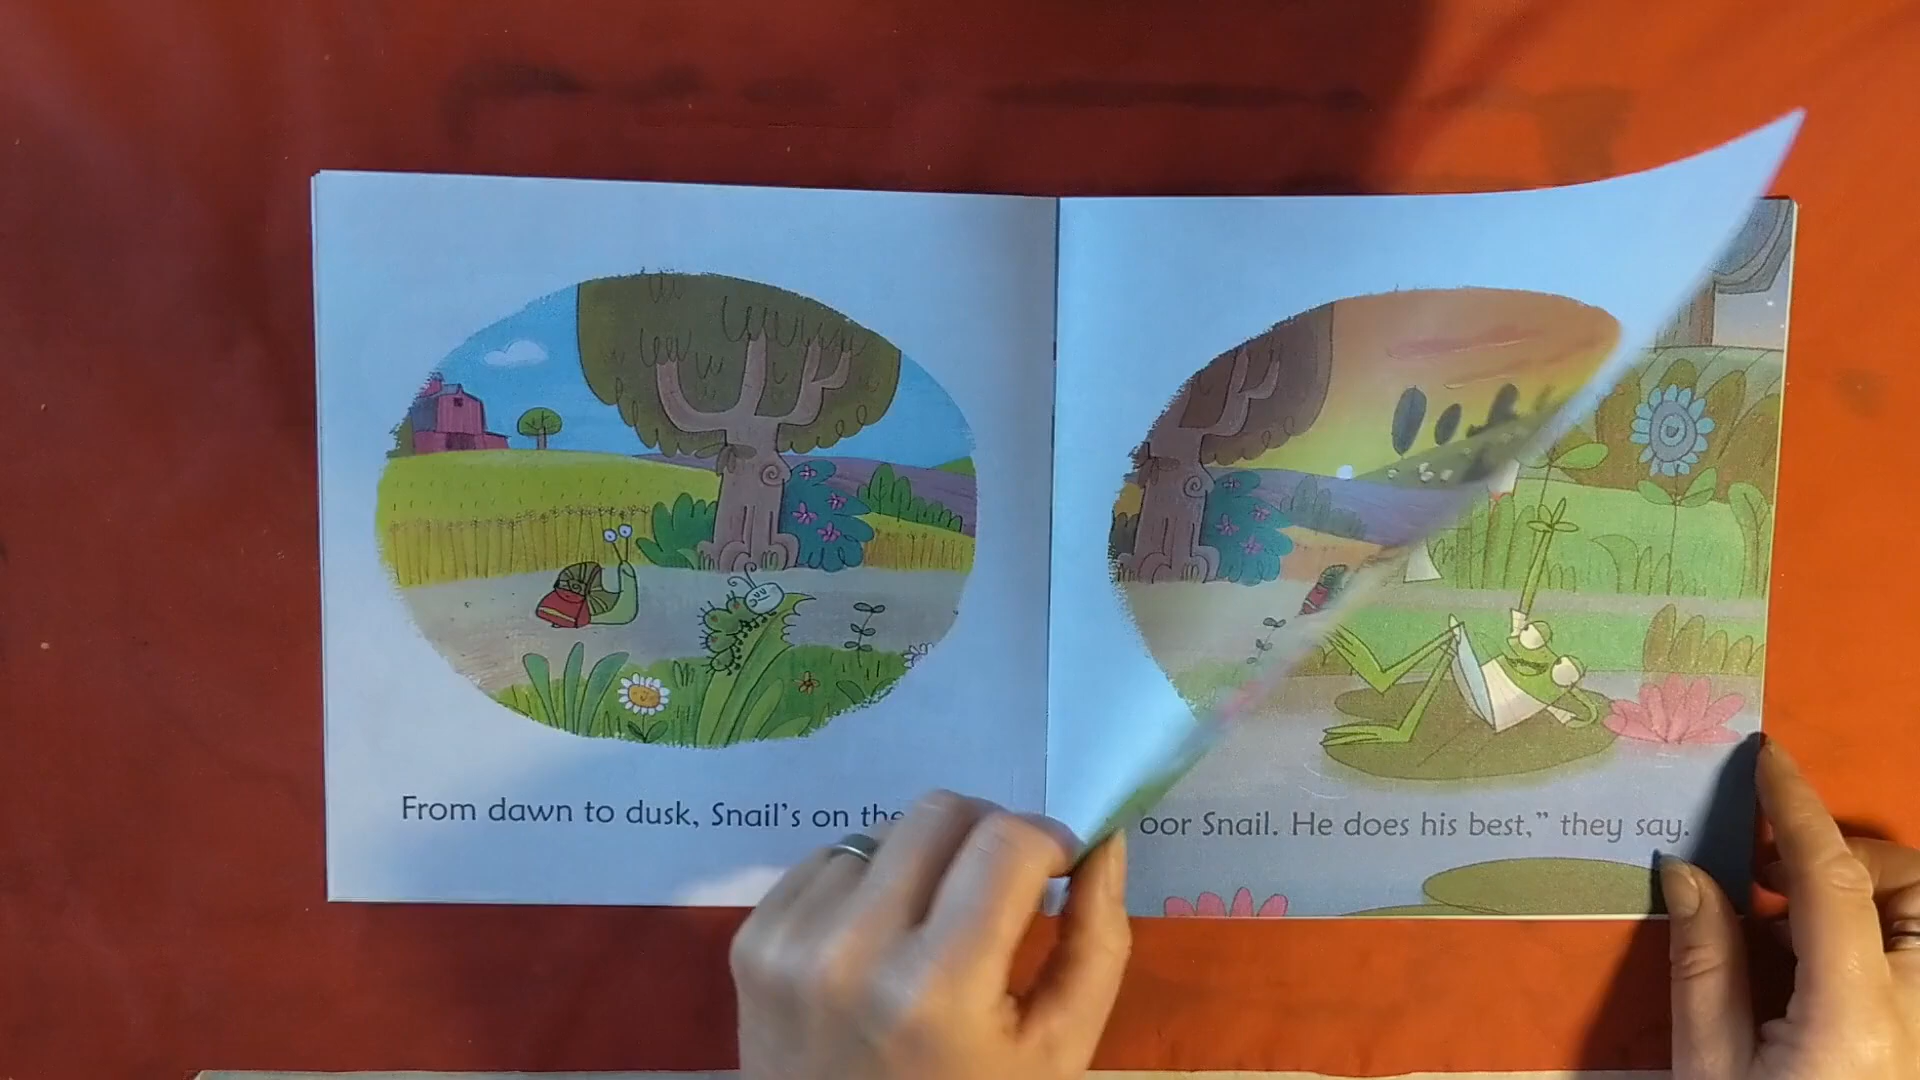 From dawn to dusk, Snail's on the
oor Snail. He does his best," they say.